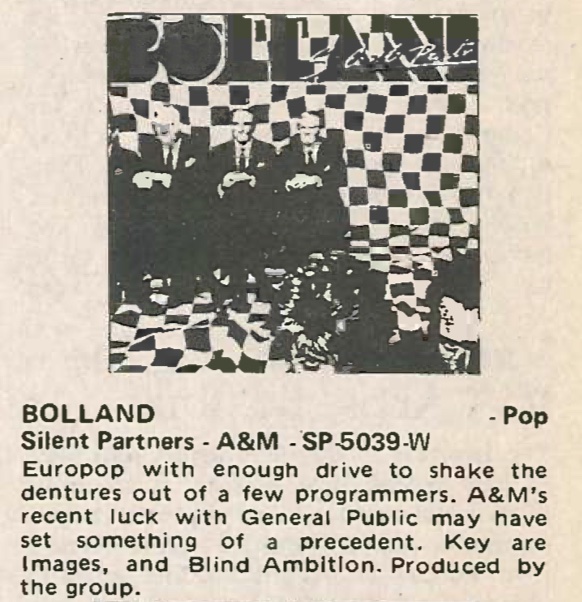 BOLLAND
BOLLAND - Pop
Silent Partners - A&M - SP-5039-W
Europop with enough drive to shake the
dentures out of a few programmers. A&M's
recent luck with General Public may have
set something of a precedent. Key are
Images, and Blind Ambition. Produced by
the group.